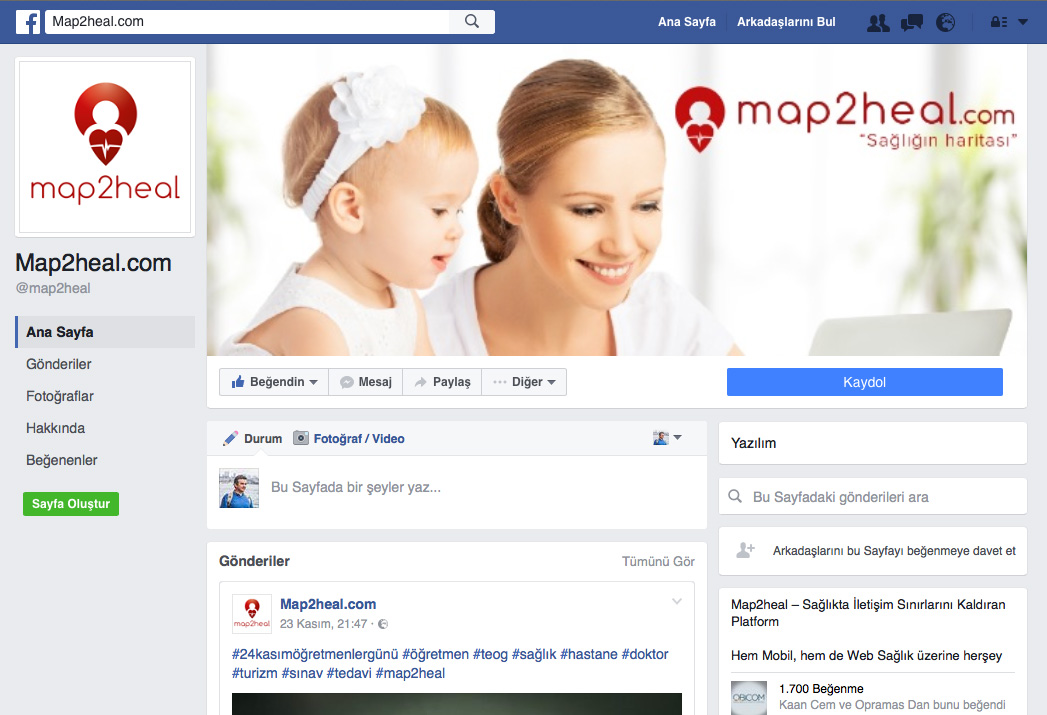 Map2heal.com
Ana Sayfa
Arkadaşlarını Bul
map2heal
map2heal.com
"Sağlığın haritası"
Map2heal.com
@map2heal
Ana Sayfa
Gönderiler
Fotoğraflar
Hakkında
Beğenenler
Sayfa Oluştur
Beğendin
Mesaj
Paylaş
Diğer
Kaydol
Durum
Fotoğraf / Video
Bu Sayfada bir şeyler yaz...
Gönderiler
Tümünü Gör
map2heal
Map2heal.com
23 Kasım, 21:47 ·
#24kasımöğretmenlergünü #öğretmen #teog #sağlık #hastane #doktor
#turizm #sınav #tedavi #map2heal
Yazılım
Bu Sayfadaki gönderileri ara
Arkadaşlarını bu Sayfayı beğenmeye davet et
Map2heal – Sağlıkta İletişim Sınırlarını Kaldıran
Platform
Hem Mobil, hem de Web Sağlık üzerine herşey
OBICOM
1.700 Beğenme
Kaan Cem ve Opramas Dan bunu beğendi